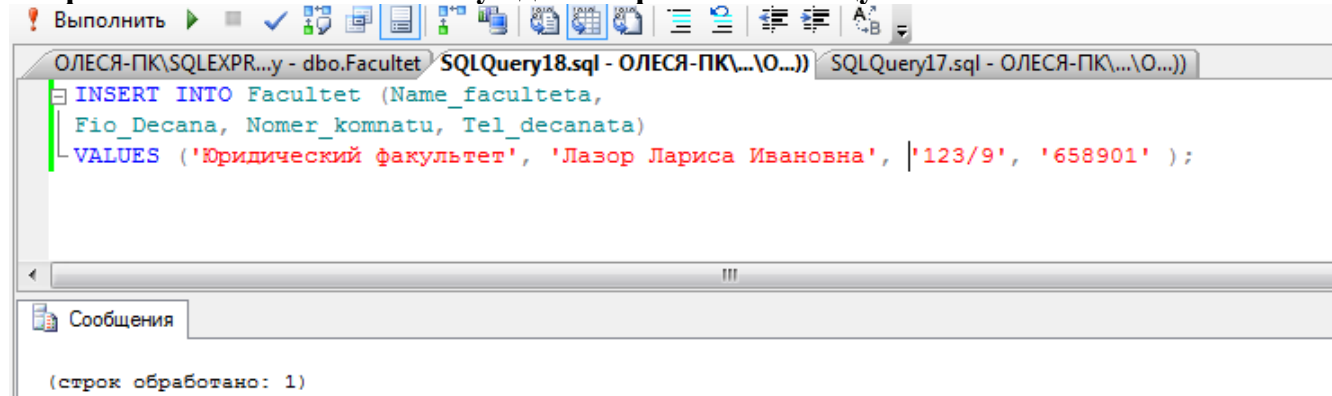 Выполнить
ОЛЕСЯ-ПК\SQLEXPR...y - dbo.Facultet SQLQuery18.sql - ОЛЕСЯ-ПК\...\O...)) SQLQuery17.sql - ОЛЕСЯ-ПК\...\O...))
INSERT INTO Facultet (Name_faculteta,
Fio_Decana, Nomer_komnatu, Tel_decanata)
VALUES ('Юридический факультет', 'Лазор Лариса Ивановна', '123/9', '658901' );
Сообщения
(строк обработано: 1)